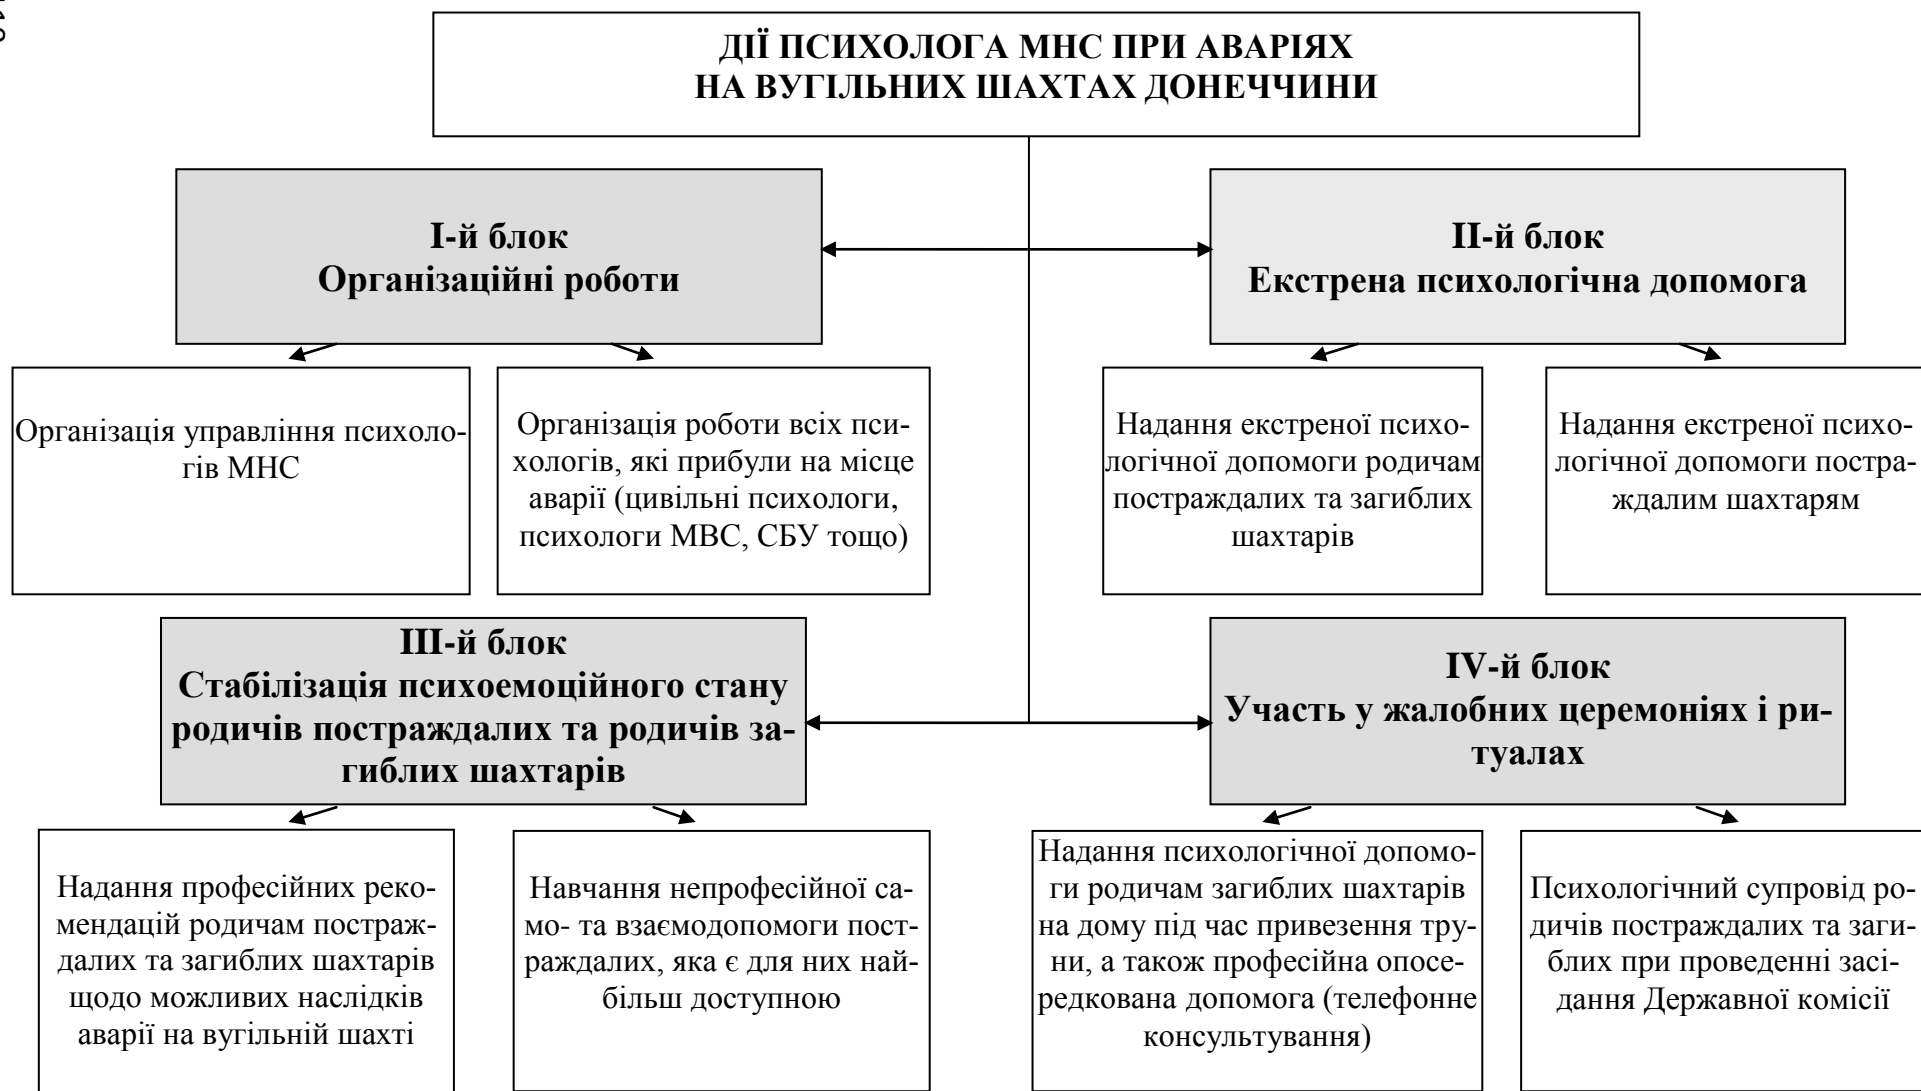 ДІЇ ПСИХОЛОГА МНС ПРИ АВАРІЯХ
НА ВУГІЛЬНИХ ШАХТАХ ДОНЕЧЧИНИ
І-й блок
Організаційні роботи
ІІ-й блок
Екстрена психологічна допомога
Організація управління психоло-
гів МНС
Організація роботи всіх пси-
хологів, які прибули на місце
аварії (цивільні психологи,
психологи МВС, СБУ тощо)
Надання екстреної психо-
логічної допомоги родичам
постраждалих та загиблих
шахтарів
Надання екстреної психо-
логічної допомоги постра-
ждалим шахтарям
ІІІ-й блок
Стабілізація психоемоційного стану
родичів постраждалих та родичів за-
гиблих шахтарів
IV-й блок
Участь у жалобних церемоніях і ри-
туалах
Надання професійних реко-
мендацій родичам постраж-
далих та загиблих шахтарів
щодо можливих наслідків
аварії на вугільній шахті
Навчання непрофесійної са-
мо- та взаємодопомоги пост-
раждалих, яка є для них най-
більш доступною
Надання психологічної допомо-
ги родичам загиблих шахтарів
на дому під час привезення тру-
ни, а також професійна опосе-
редкована допомога (телефонне
консультування)
Психологічний супровід ро-
дичів постраждалих та заги-
блих при проведенні засі-
дання Державної комісії